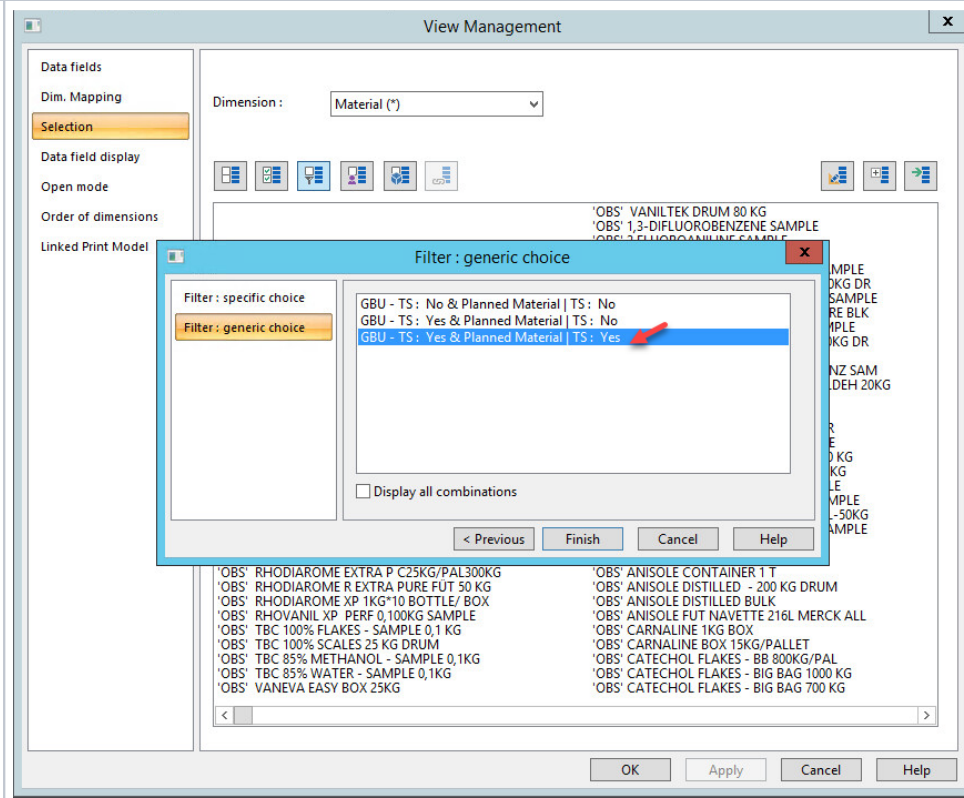 View Management
x
Data fields
Dim. Mapping
Selection
Data field display
Open mode
Order of dimensions
Linked Print Model
Dimension :
Material (*)
'OBS' VANILTEK DRUM 80 KG
'OBS' 1,3-DIFLUOROBENZENE SAMPLE
Filter : generic choice
x
Filter : specific choice
Filter : generic choice
GBU - TS : No & Planned Material | TS : No
GBU - TS : Yes & Planned Material | TS : No
GBU - TS : Yes & Planned Material | TS : Yes
Display all combinations
< Previous
Finish
Cancel
Help
NZ SAM
20KG
-50KG
'OBS' RHODIAROME EXTRA P C25KG/PAL300KG
'OBS' RHODIAROME R EXTRA PURE FÜT 50 KG
'OBS' RHODIAROME XP 1KG*10 BOTTLE/ BOX
'OBS' RHOVANIL XP PERF 0,100KG SAMPLE
'OBS' TBC 100% FLAKES - SAMPLE 0,1 KG
'OBS' TBC 100% SCALES 25 KG DRUM
'OBS' TBC 85% METHANOL - SAMPLE 0,1KG
'OBS' TBC 85% WATER - SAMPLE 0,1KG
'OBS' VANEVA EASY BOX 25KG
'OBS' ANISOLE CONTAINER 1 T
'OBS' ANISOLE DISTILLED - 200 KG DRUM
'OBS' ANISOLE DISTILLED BULK
'OBS' ANISOLE FUT NAVETTE 216L MERCK ALL
'OBS' CARNALINE 1KG BOX
'OBS' CARNALINE BOX 15KG/PALLET
'OBS' CATECHOL FLAKES - BB 800KG/PAL
'OBS' CATECHOL FLAKES - BIG BAG 1000 KG
'OBS' CATECHOL FLAKES - BIG BAG 700 KG
OK
Apply
Cancel
Help